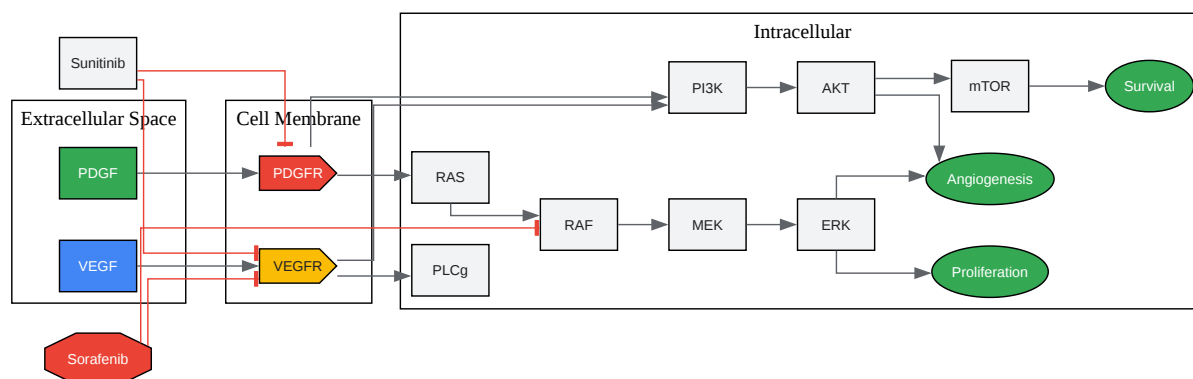 Intracellular
Sunitinib
PI3K
AKT
mTOR
Survival
Extracellular Space
Cell Membrane
PDGF
PDGFR
RAS
Angiogenesis
RAF
MEK
ERK
VEGF
VEGFR
PLCg
Proliferation
Sorafenib